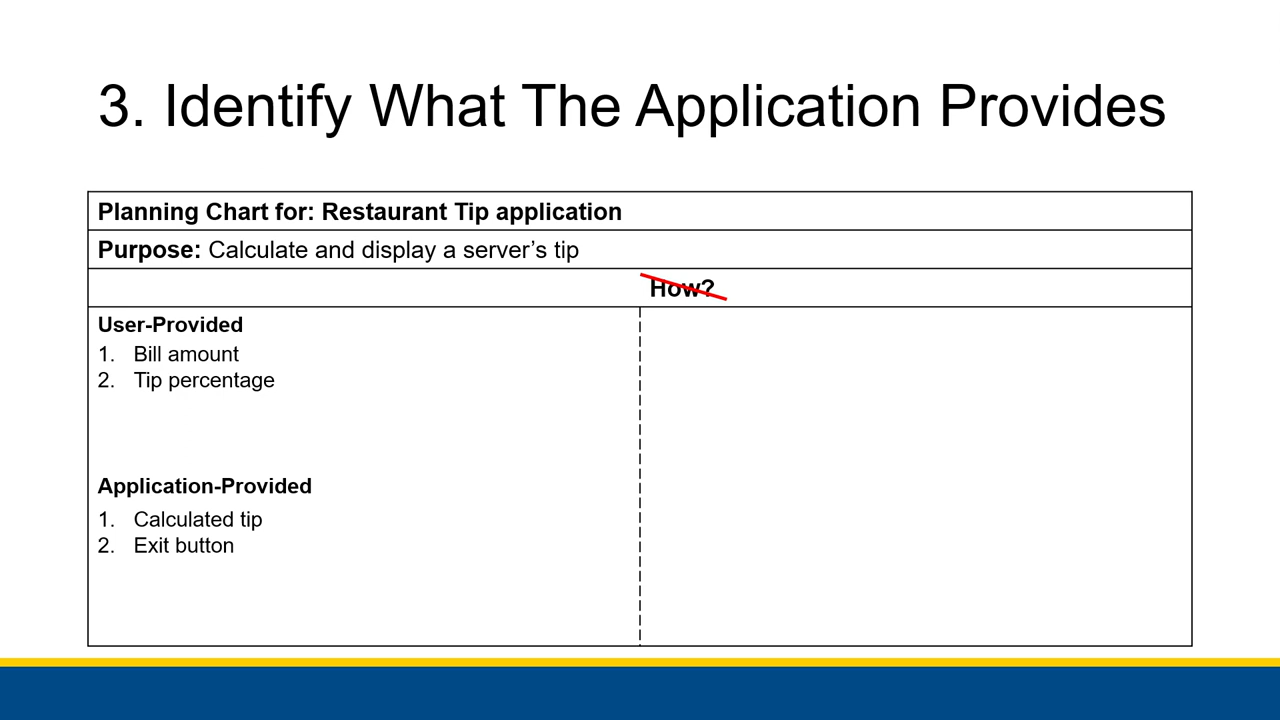 3. Identify What The Application Provides
Planning Chart for: Restaurant Tip application
Purpose: Calculate and display a server’s tip
How?
User-Provided
1. Bill amount
2. Tip percentage
Application-Provided
1. Calculated tip
2. Exit button